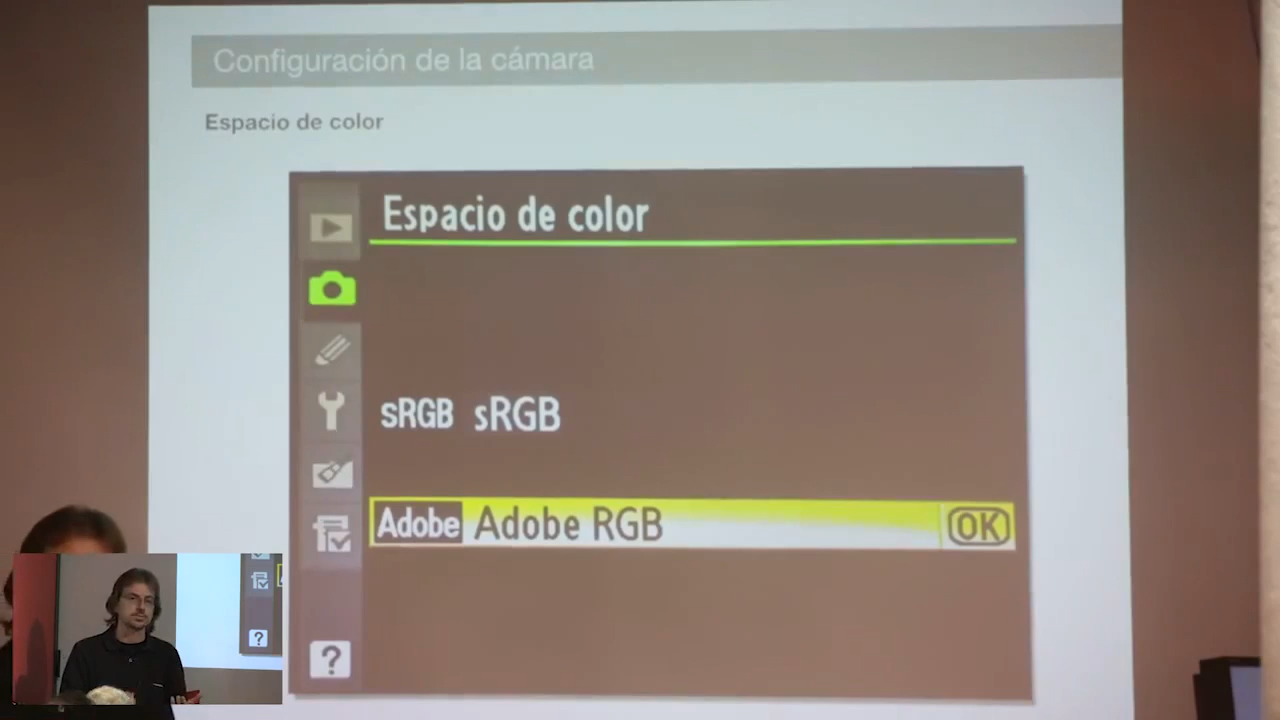 Configuración de la cámara
Espacio de color
Espacio de color
sRGB sRGB
Adobe Adobe RGB OK
?
?